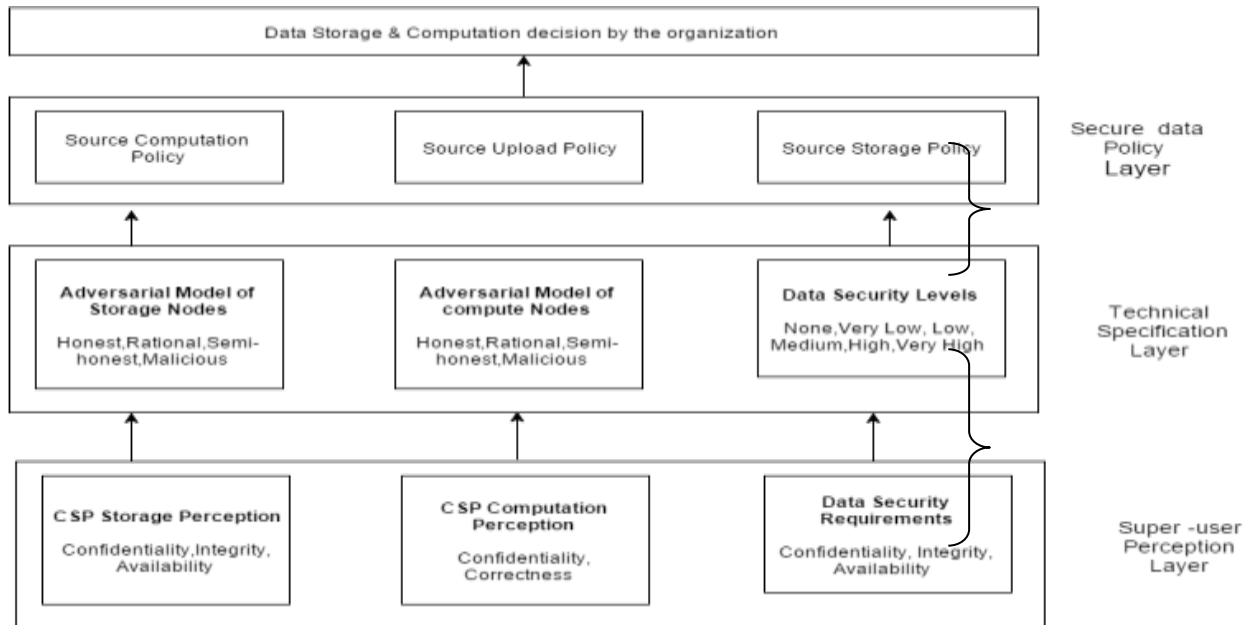 Data Storage & Computation decision by the organization
Source Computation
Policy
Source Upload Policy
Source Storage Policy
Secure data
Policy
Layer
Adversarial Model of
Storage Nodes
Honest,Rational,Semi-
honest,Malicious
Adversarial Model of
compute Nodes
Honest,Rational,Semi-
honest,Malicious
Data Security Levels
None,Very Low, Low,
Medium,High,Very High
Technical
Specification
Layer
CSP Storage Perception
Confidentiality,Integrity,
Availability
CSP Computation
Perception
Confidentiality,
Correctness
Data Security
Requirements
Confidentiality, Integrity,
Availability
Super -user
Perception
Layer